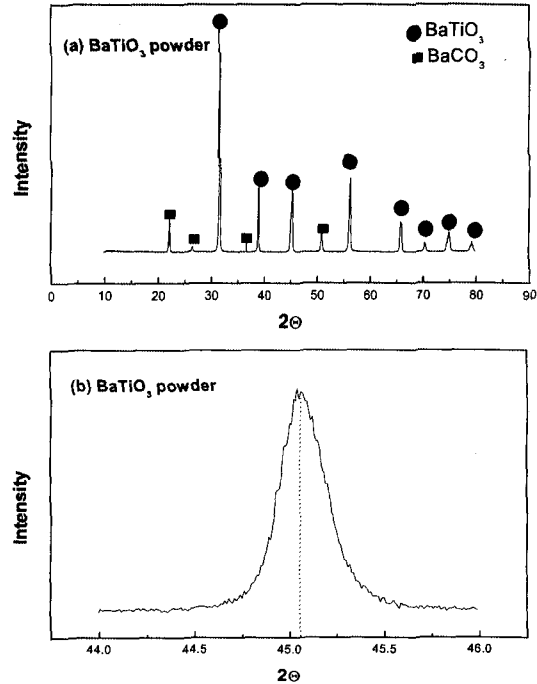 (a) BaTiO₃ powder
BaTiO₃
BaCO₃
Intensity
0 10 20 30 40 50 60 70 80 90
2Θ
(b) BaTiO₃ powder
Intensity
44.0 44.5 45.0 45.5 46.0
2Θ